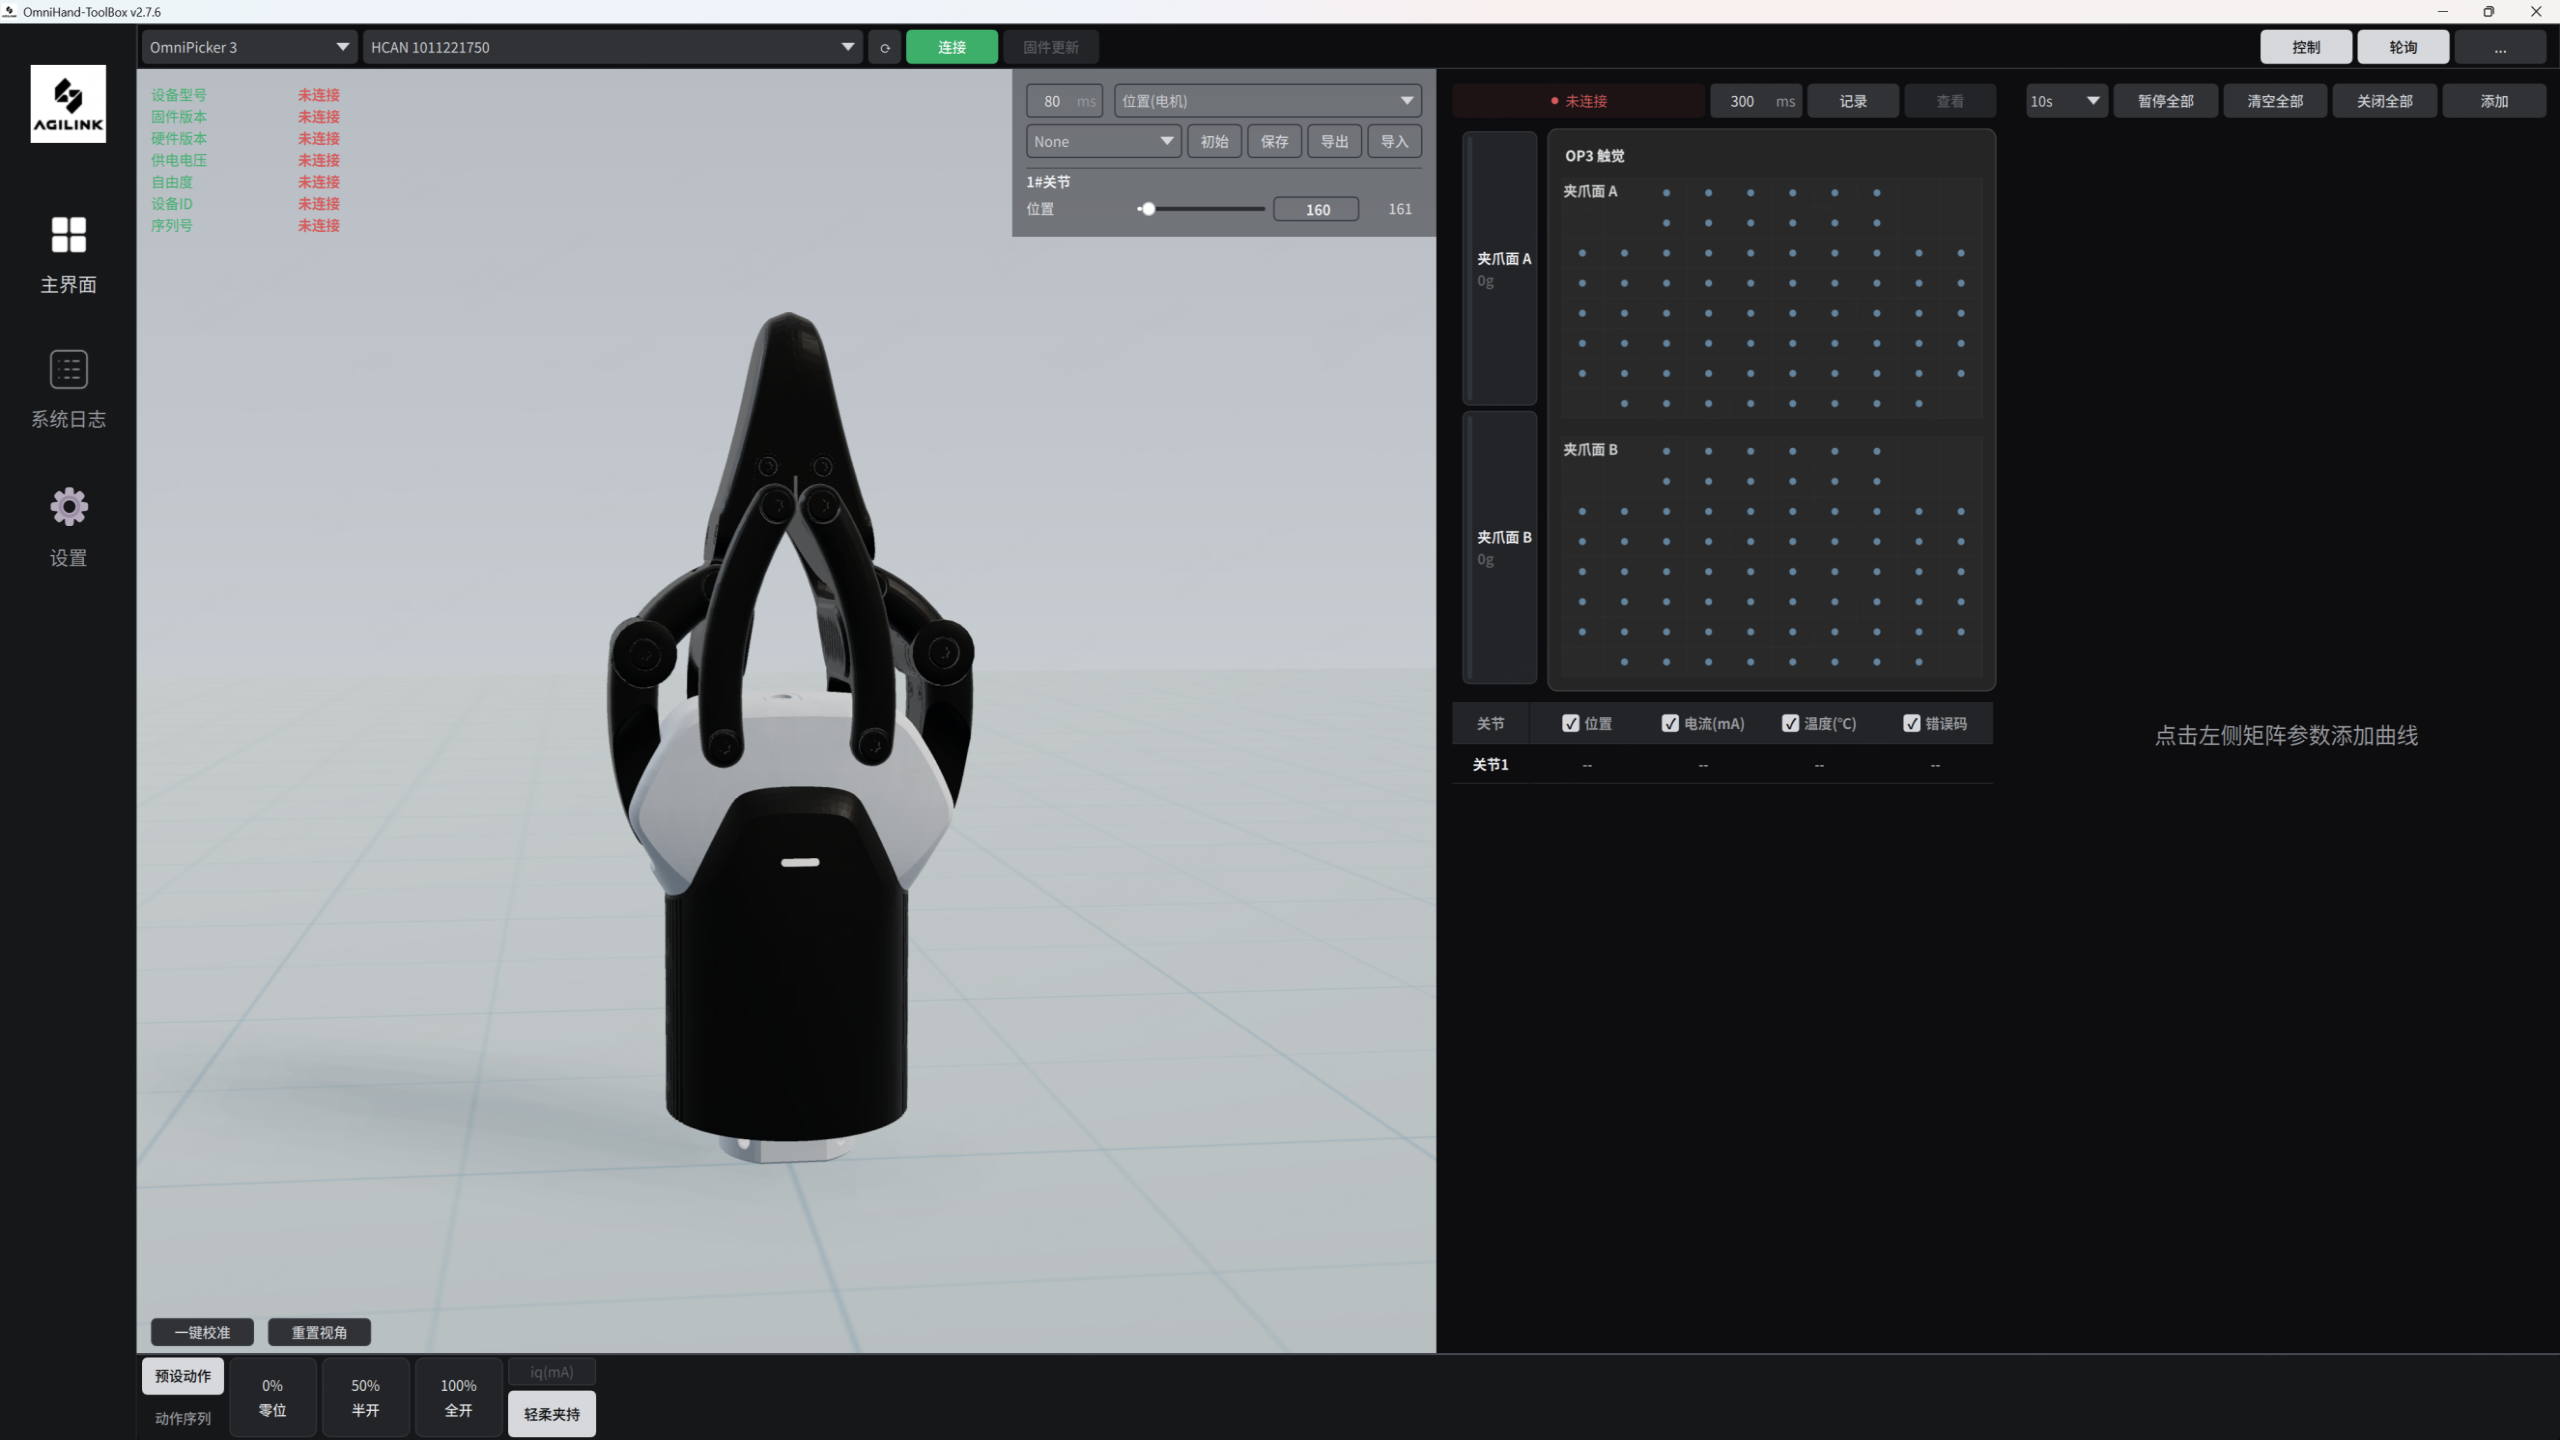 OmniHand-ToolBox v2.7.6
OmniPicker 3
HCAN 1011221750
连接
固件更新
控制
轮询
...
AGILINK
主界面
系统日志
设置
设备型号 未连接
固件版本 未连接
硬件版本 未连接
供电电压 未连接
自由度 未连接
设备ID 未连接
序列号 未连接
80 ms
位置(电机)
None
初始
保存
导出
导入
1#关节
位置 160 161
未连接
300 ms
记录
查看
10s
暂停全部
清空全部
关闭全部
添加
夹爪面 A
0g
夹爪面 B
0g
OP3 触觉
夹爪面 A
夹爪面 B
关节 位置 电流(mA) 温度(℃) 错误码
关节1 -- -- -- --
点击左侧矩阵参数添加曲线
一键校准
重置视角
预设动作
动作序列
0%
零位
50%
半开
100%
全开
iq(mA)
轻柔夹持